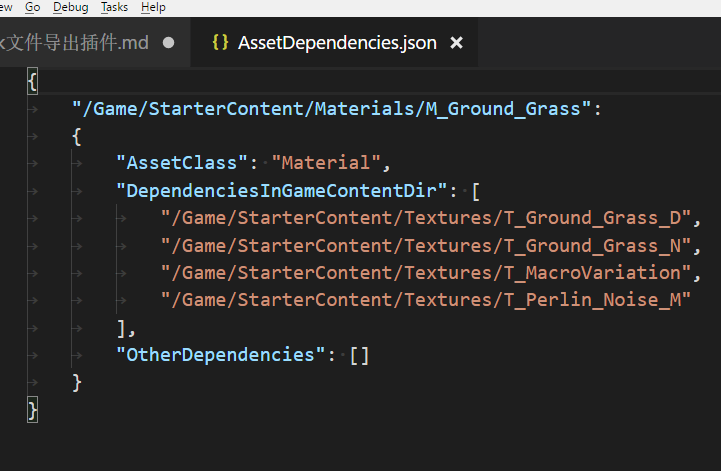 ew Go Debug Tasks Help
k文件导出插件.md ● {} AssetDependencies.json ×
{
"/Game/StarterContent/Materials/M_Ground_Grass":
{
"AssetClass": "Material",
"DependenciesInGameContentDir": [
"/Game/StarterContent/Textures/T_Ground_Grass_D",
"/Game/StarterContent/Textures/T_Ground_Grass_N",
"/Game/StarterContent/Textures/T_MacroVariation",
"/Game/StarterContent/Textures/T_Perlin_Noise_M"
],
"OtherDependencies": []
}
}